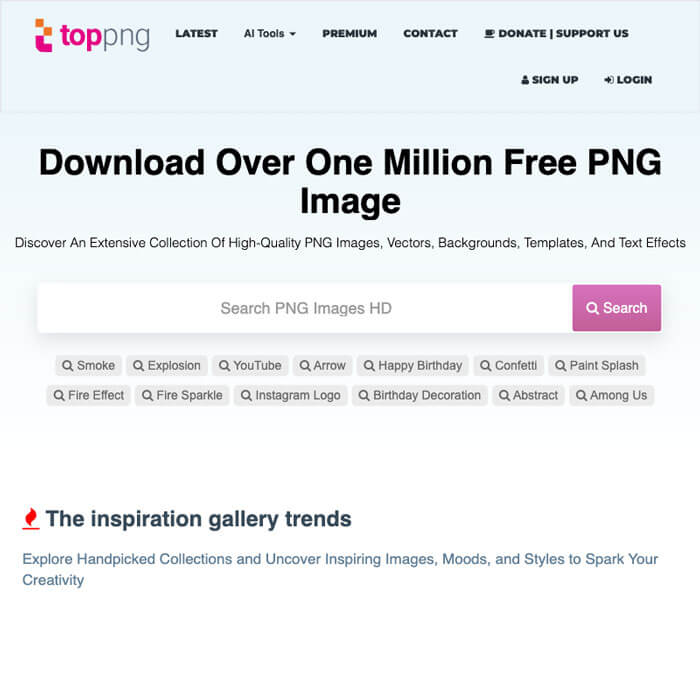 toppng LATEST AI Tools PREMIUM CONTACT DONATE | SUPPORT US
SIGN UP LOGIN
Download Over One Million Free PNG
Image
Discover An Extensive Collection Of High-Quality PNG Images, Vectors, Backgrounds, Templates, And Text Effects
Search PNG Images HD Search
Smoke Explosion YouTube Arrow Happy Birthday Confetti Paint Splash
Fire Effect Fire Sparkle Instagram Logo Birthday Decoration Abstract Among Us
The inspiration gallery trends
Explore Handpicked Collections and Uncover Inspiring Images, Moods, and Styles to Spark Your
Creativity